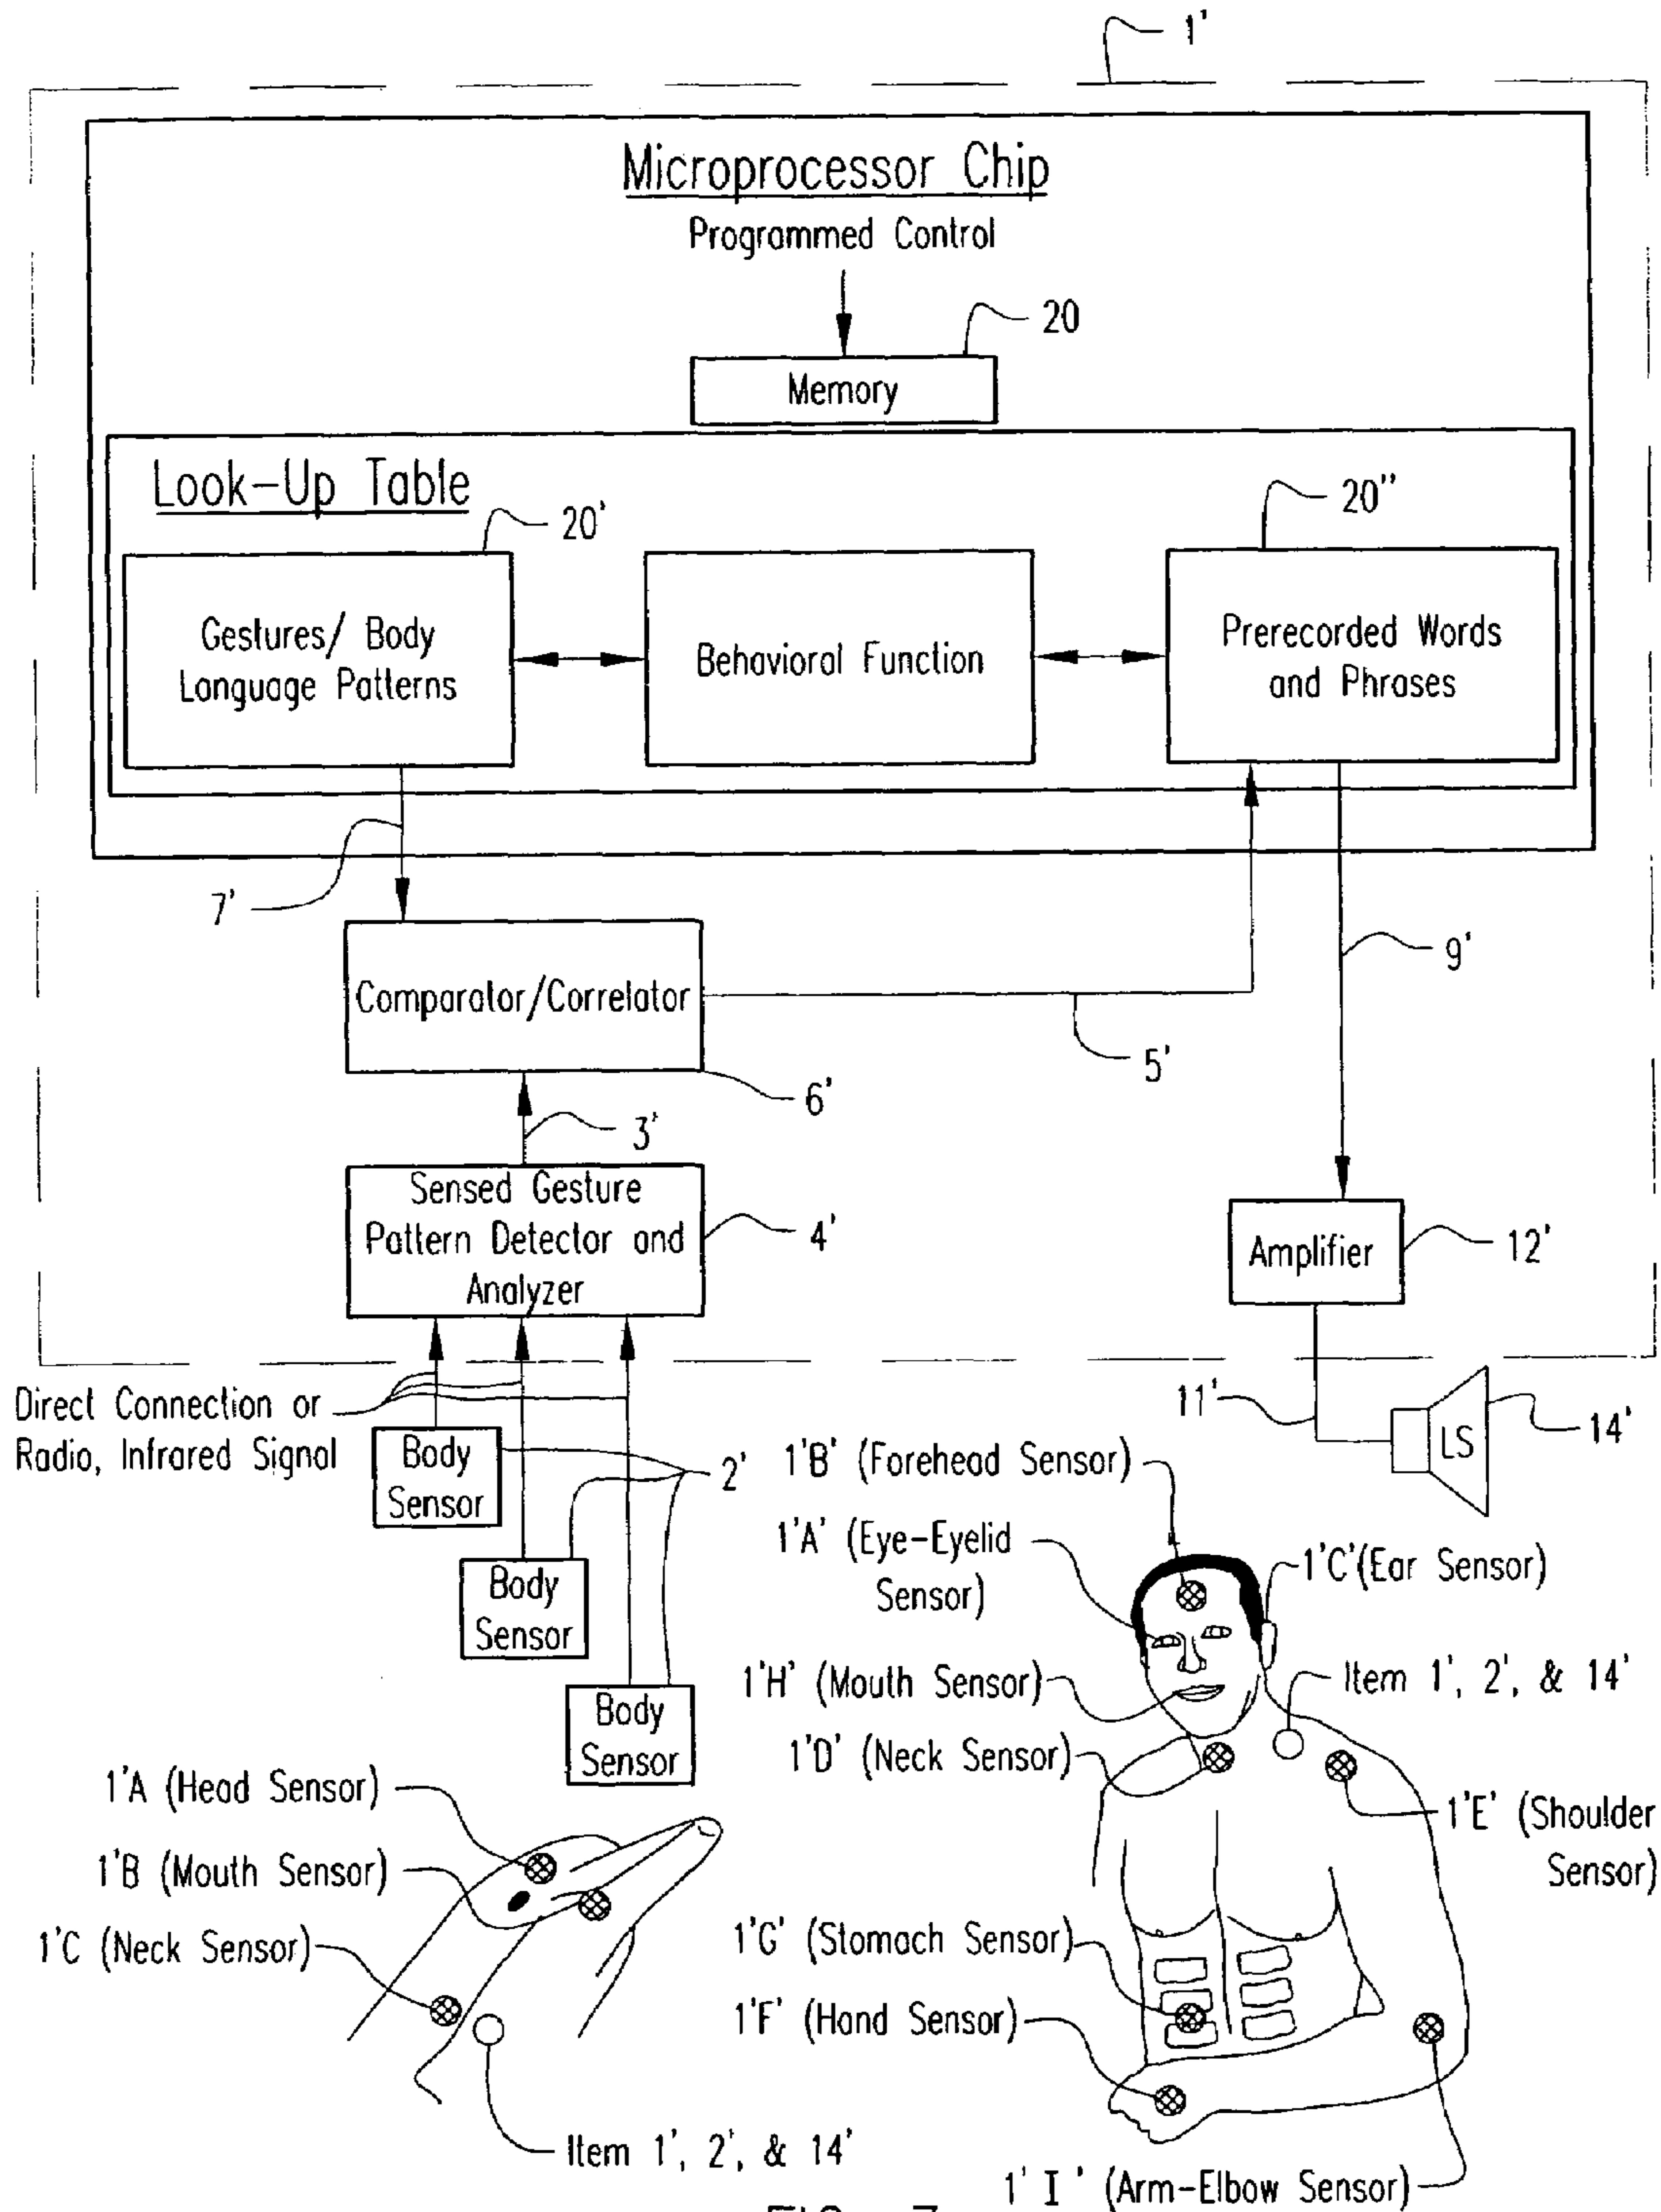 1'
Microprocessor Chip
Programmed Control
20
Memory
Look-Up Table
20'
20''
Gestures/ Body
Language Patterns
Behavioral Function
Prerecorded Words
and Phrases
7'
9'
Comparator/Correlator
5'
6'
3'
Sensed Gesture
Pattern Detector and
Analyzer
4'
Amplifier
12'
Direct Connection or
Radio, Infrared Signal
11'
LS
14'
Body
Sensor
2'
Body
Sensor
Body
Sensor
1'B' (Forehead Sensor)
1'A' (Eye-Eyelid
Sensor)
1'C'(Ear Sensor)
1'H' (Mouth Sensor)
Item 1', 2', & 14'
1'D' (Neck Sensor)
1'E' (Shoulder
Sensor)
1'A (Head Sensor)
1'B (Mouth Sensor)
1'C (Neck Sensor)
1'G' (Stomach Sensor)
1'F' (Hand Sensor)
Item 1', 2', & 14'
1' I ' (Arm-Elbow Sensor)